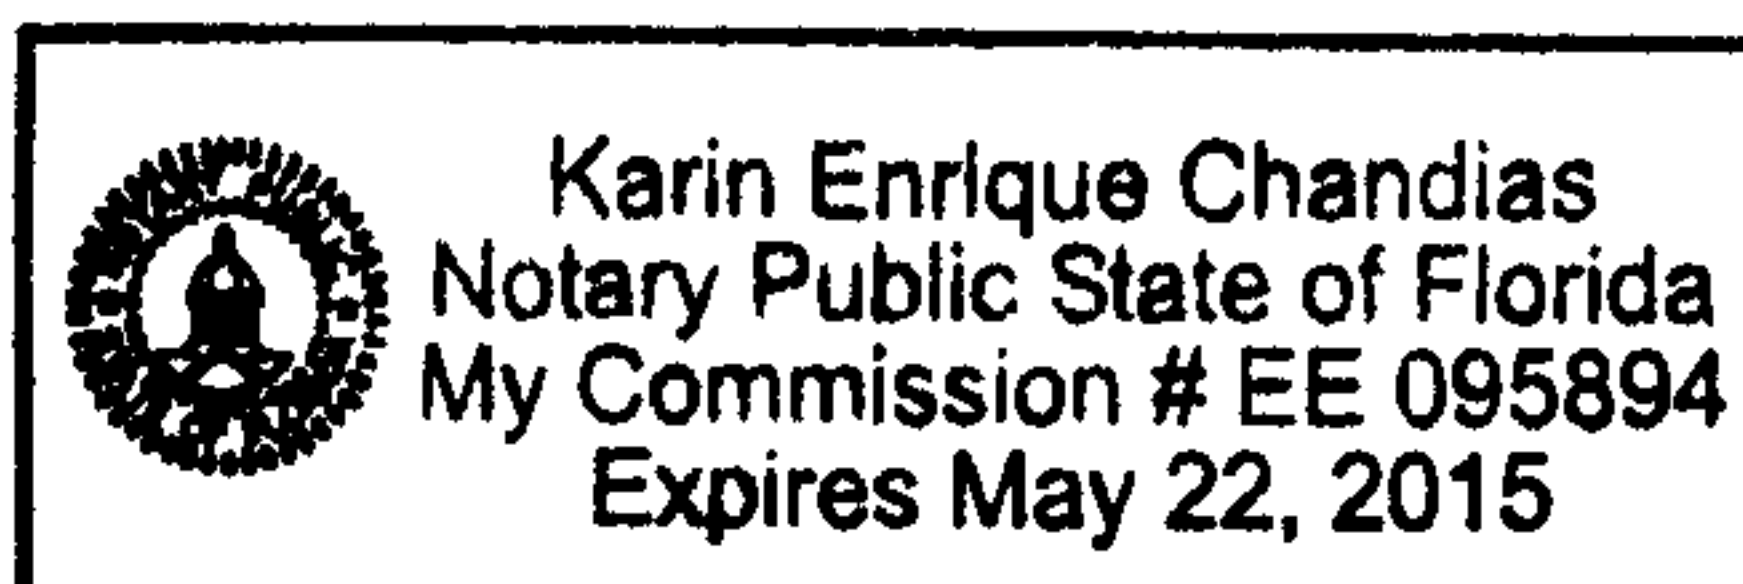 Karin Enrique Chandias
Notary Public State of Florida
My Commission # EE 095894
Expires May 22, 2015